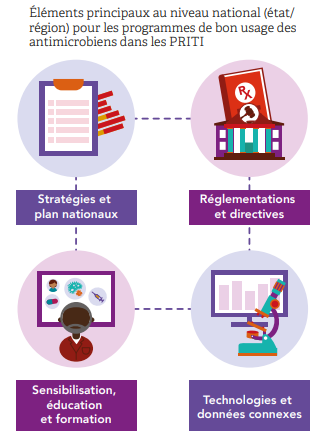 Éléments principaux au niveau national (état/
région) pour les programmes de bon usage des
antimicrobiens dans les PRITI
Rx
Stratégies et
plan nationaux
Réglementations
et directives
Sensibilisation,
éducation
et formation
Technologies et
données connexes